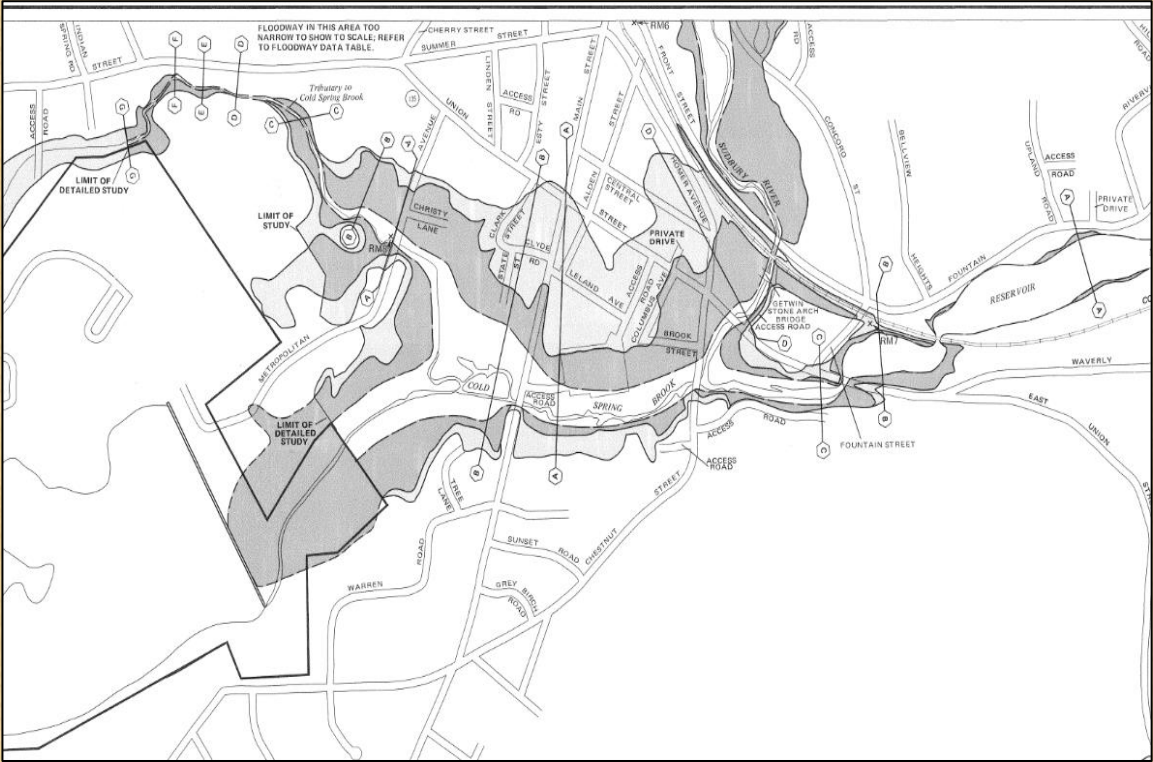 FLOODWAY IN THIS AREA TOO
NARROW TO SHOW TO SCALE; REFER
TO FLOODWAY DATA TABLE.
INDIAN
SPRING RD
STREET
F
E
D
CHERRY STREET
SUMMER STREET
RM6
FRONT
STREET
ACCESS
RD
Tributary to
Cold Spring Brook
LINDEN
STREET
ACCESS
RD
ESTY STREET
MAIN STREET
UNION
AVENUE
STREET
ACCESS
ROAD
G
F
E
D
C
C
B
A
B
A
D
LIMIT OF
DETAILED STUDY
G
SUDBURY
RIVER
CONCORD
ST
BELLVIEW
HEIGHTS
UPLAND
ROAD
ACCESS
ROAD
PRIVATE
DRIVE
A
HOMER AVENUE
ALDEN
STREET
CENTRAL
STREET
PRIVATE
DRIVE
LIMIT OF
STUDY
B
RM5
CHRISTY
LANE
CLARK
STREET
STATE
ST
CLYDE
RD
LELAND AVE
ACCESS
ROAD
COLUMBUS AVE
A
BROOK
STREET
GETWIN
STONE ARCH
BRIDGE
ACCESS ROAD
B
FOUNTAIN
RESERVOIR
A
D
C
RM7
METROPOLITAN
COLD
SPRING
BROOK
ACCESS
ROAD
WAVERLY
EAST
UNION
LIMIT OF
DETAILED
STUDY
ACCESS
ROAD
B
C
FOUNTAIN STREET
B
A
ACCESS
ROAD
TREE
LANE
CHESTNUT
STREET
SUNSET
ROAD
WARREN
ROAD
GREY BIRCH
ROAD